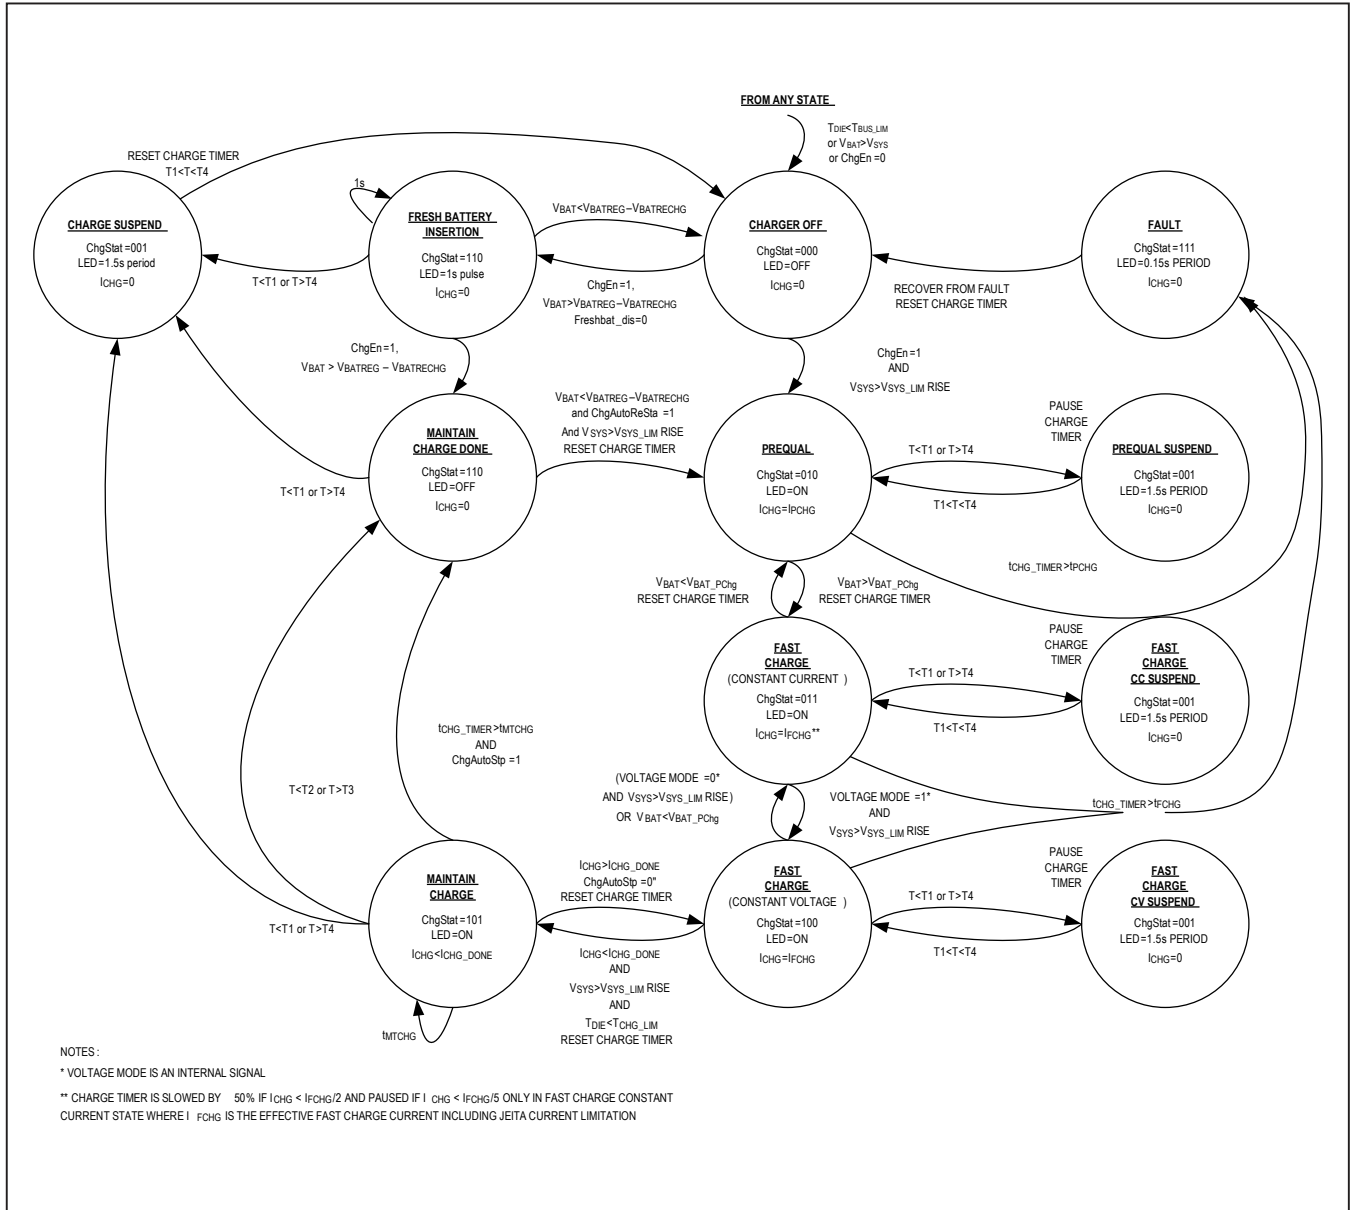 FROM ANY STATE
TDIE<TBUS_LIM
or VBAT>VSYS
or ChgEn =0
RESET CHARGE TIMER
T1<T<T4
1s
CHARGE SUSPEND
ChgStat =001
LED=1.5s period
ICHG=0
FRESH BATTERY
INSERTION
ChgStat =110
LED=1s pulse
ICHG=0
VBAT<VBATREG–VBATRECHG
CHARGER OFF
ChgStat =000
LED=OFF
ICHG=0
FAULT
ChgStat =111
LED=0.15s PERIOD
ICHG=0
T<T1 or T>T4
ChgEn =1,
VBAT>VBATREG–VBATRECHG
Freshbat_dis=0
RECOVER FROM FAULT
RESET CHARGE TIMER
ChgEn =1,
VBAT > VBATREG – VBATRECHG
ChgEn =1
AND
VSYS>VSYS_LIM RISE
VBAT<VBATREG–VBATRECHG
and ChgAutoReSta =1
And VSYS>VSYS_LIM RISE
RESET CHARGE TIMER
PAUSE
CHARGE
TIMER
MAINTAIN
CHARGE DONE
ChgStat =110
LED=OFF
ICHG=0
PREQUAL
ChgStat =010
LED=ON
ICHG=IPCHG
T<T1 or T>T4
T1<T<T4
PREQUAL SUSPEND
ChgStat =001
LED=1.5s PERIOD
ICHG=0
T<T1 or T>T4
tCHG_TIMER>tPCHG
VBAT<VBAT_PChg
RESET CHARGE TIMER
VBAT>VBAT_PChg
RESET CHARGE TIMER
PAUSE
CHARGE
TIMER
FAST
CHARGE
(CONSTANT CURRENT )
ChgStat =011
LED=ON
ICHG=IFCHG**
T<T1 or T>T4
T1<T<T4
FAST
CHARGE
CC SUSPEND
ChgStat =001
LED=1.5s PERIOD
ICHG=0
tCHG_TIMER>tMTCHG
AND
ChgAutoStp =1
T<T2 or T>T3
(VOLTAGE MODE =0*
AND VSYS>VSYS_LIM RISE)
OR VBAT<VBAT_PChg
VOLTAGE MODE =1*
AND
VSYS>VSYS_LIM RISE
tCHG_TIMER>tFCHG
PAUSE
CHARGE
TIMER
MAINTAIN
CHARGE
ChgStat =101
LED=ON
ICHG<ICHG_DONE
T<T1 or T>T4
ICHG>ICHG_DONE
ChgAutoStp =0"
RESET CHARGE TIMER
ICHG<ICHG_DONE
AND
VSYS>VSYS_LIM RISE
AND
TDIE<TCHG_LIM
RESET CHARGE TIMER
FAST
CHARGE
(CONSTANT VOLTAGE )
ChgStat =100
LED=ON
ICHG=IFCHG
T<T1 or T>T4
T1<T<T4
FAST
CHARGE
CV SUSPEND
ChgStat =001
LED=1.5s PERIOD
ICHG=0
tMTCHG
NOTES :
* VOLTAGE MODE IS AN INTERNAL SIGNAL
** CHARGE TIMER IS SLOWED BY 50% IF ICHG < IFCHG/2 AND PAUSED IF I CHG < IFCHG/5 ONLY IN FAST CHARGE CONSTANT
CURRENT STATE WHERE I FCHG IS THE EFFECTIVE FAST CHARGE CURRENT INCLUDING JEITA CURRENT LIMITATION